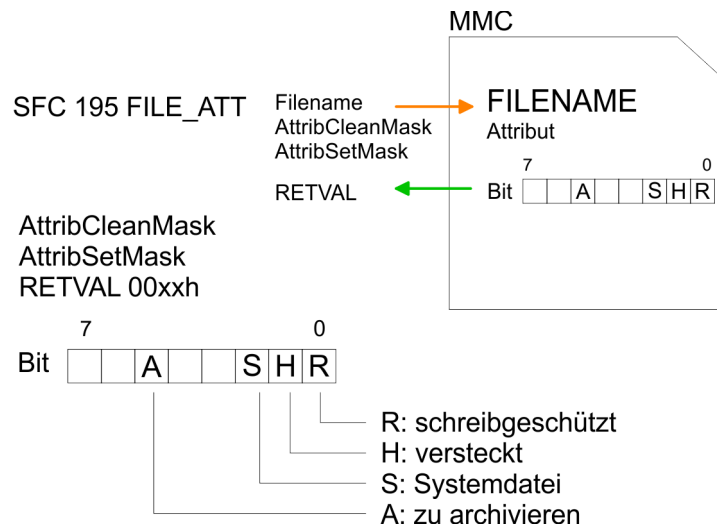 MMC
SFC 195 FILE_ATT
Filename
AttribCleanMask
AttribSetMask
RETVAL
FILENAME
Attribut
7 0
Bit A S H R
AttribCleanMask
AttribSetMask
RETVAL 00xxh
7 0
Bit A S H R
R: schreibgeschützt
H: versteckt
S: Systemdatei
A: zu archivieren